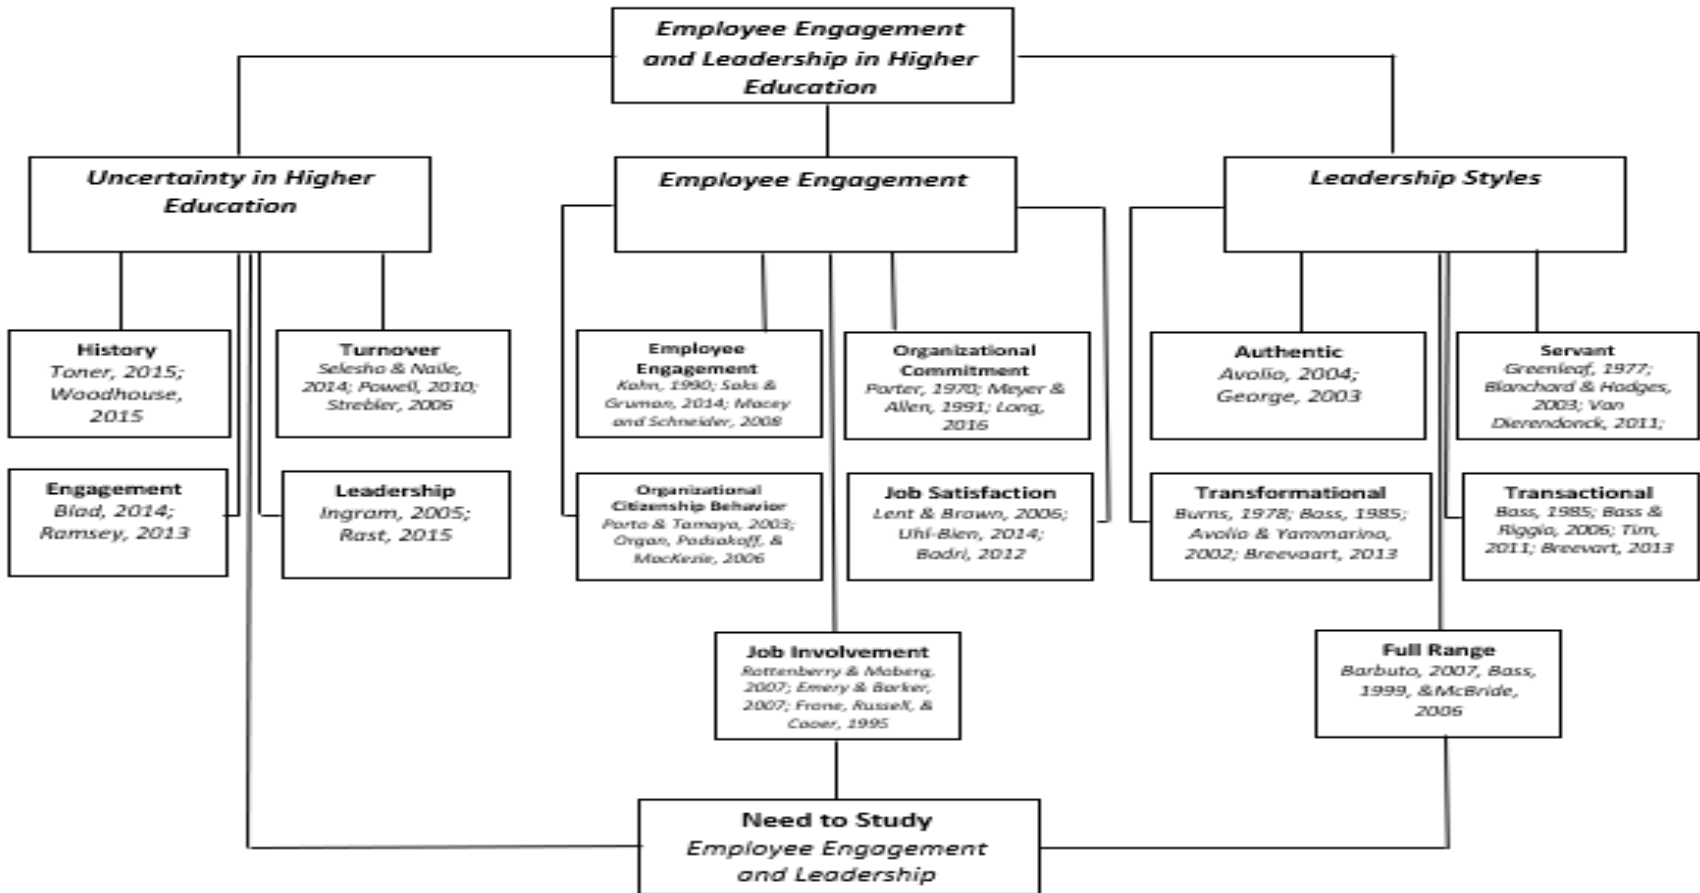 Employee Engagement
and Leadership in Higher
Education
Uncertainty in Higher
Education
Employee Engagement
Leadership Styles
History
Toner, 2015;
Woodhouse,
2015
Turnover
Selesho & Naile,
2014; Powell, 2010;
Strebler, 2006
Employee
Engagement
Kahn, 1990; Saks &
Gruman, 2014; Macey
and Schneider, 2008
Organizational
Commitment
Porter, 1970; Meyer &
Allen, 1991; Long,
2016
Authentic
Avolio, 2004;
George, 2003
Servant
Greenleaf, 1977;
Blanchard & Hodges,
2003; Van
Dierendonck, 2011;
Engagement
Blad, 2014;
Ramsey, 2013
Leadership
Ingram, 2005;
Rast, 2015
Organizational
Citizenship Behavior
Porto & Tamayo, 2003;
Organ, Podsakoff, &
MacKezie, 2006
Job Satisfaction
Lent & Brown, 2006;
Uhl-Bien, 2014;
Badri, 2012
Transformational
Burns, 1978; Bass, 1985;
Avolio & Yammarino,
2002; Breevaart, 2013
Transactional
Bass, 1985; Bass &
Riggio, 2006; Tim,
2011; Breevart, 2013
Job Involvement
Rottenberry & Moberg,
2007; Emery & Barker,
2007; Frone, Russell, &
1995
Full Range
Barbuto, 2007, Bass,
1999, &McBride,
2006
Need to Study
Employee Engagement
and Leadership